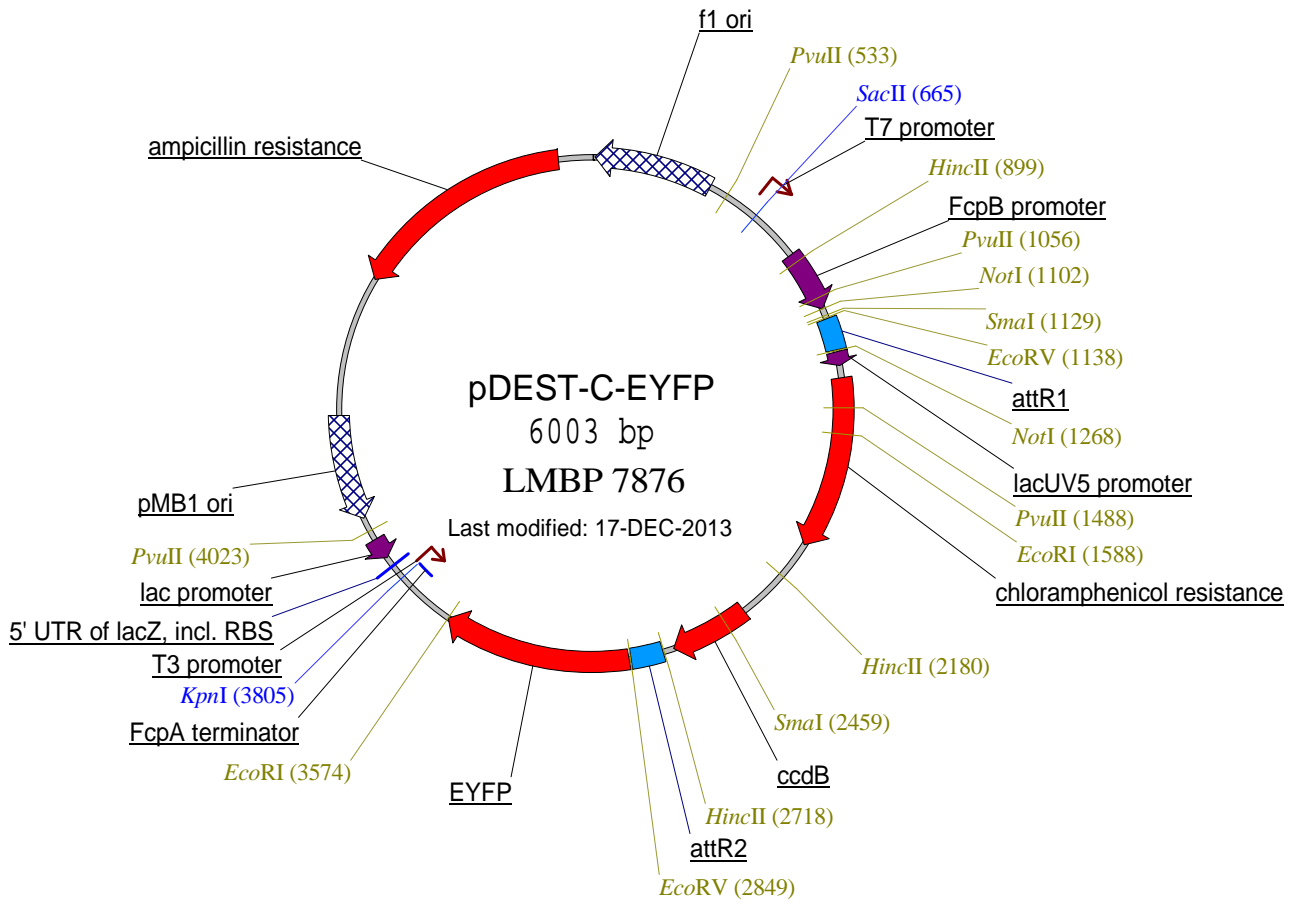 f1 ori
PvuII (533)
SacII (665)
T7 promoter
HincII (899)
FcpB promoter
PvuII (1056)
NotI (1102)
SmaI (1129)
EcoRV (1138)
attR1
NotI (1268)
lacUV5 promoter
PvuII (1488)
EcoRI (1588)
chloramphenicol resistance
HincII (2180)
SmaI (2459)
ccdB
HincII (2718)
attR2
EcoRV (2849)
EYFP
EcoRI (3574)
FcpA terminator
KpnI (3805)
T3 promoter
5' UTR of lacZ, incl. RBS
lac promoter
PvuII (4023)
pMB1 ori
ampicillin resistance
pDEST-C-EYFP
6003 bp
LMBP 7876
Last modified: 17-DEC-2013